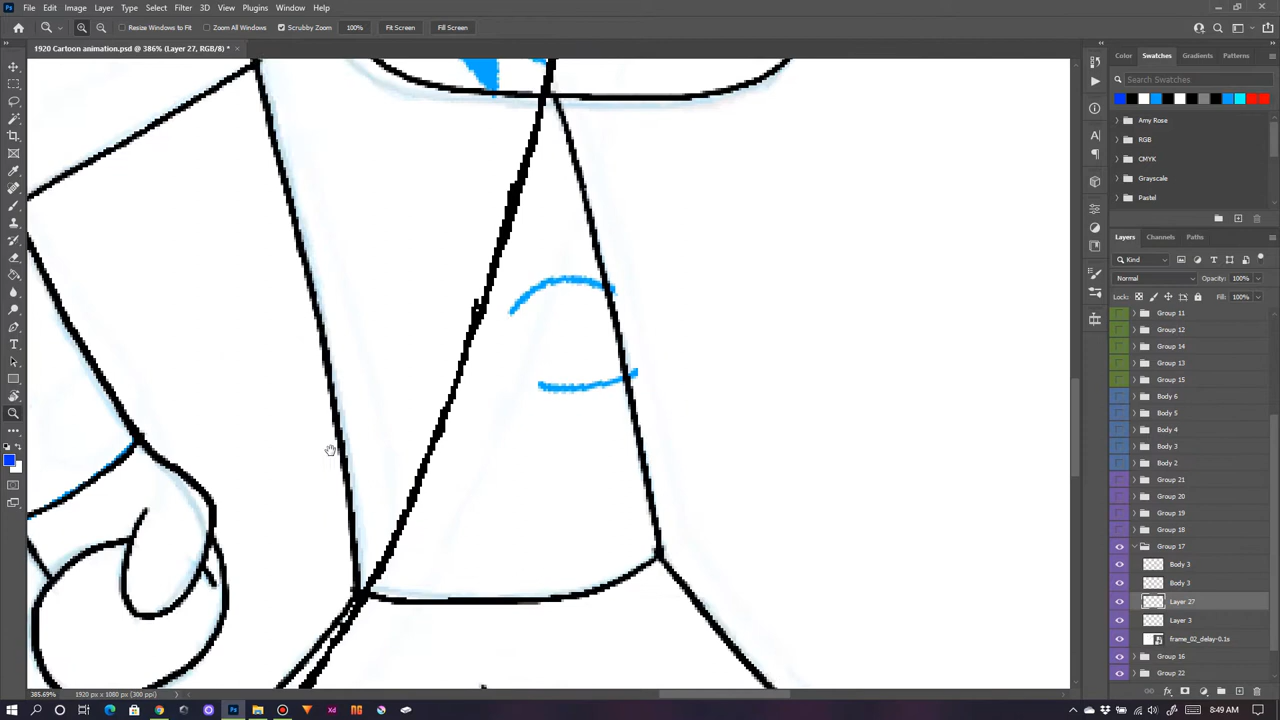 File Edit Image Layer Type Select Filter 3D View Plugins Window Help
Resize Windows to Fit Zoom All Windows Scrubby Zoom 100% Fit Screen Fill Screen
1920 Cartoon animation.psd @ 386% (Layer 27, RGB/8) *
Color Swatches Gradients Patterns
Search Swatches
Amy Rose
RGB
CMYK
Grayscale
Pastel
Layers Channels Paths
Kind
Normal Opacity: 100%
Lock: Fill: 100%
Group 11
Group 12
Group 14
Group 13
Group 15
Body 6
Body 5
Body 4
Body 3
Body 2
Group 21
Group 20
Group 19
Group 18
Group 17
Body 3
Body 3
Layer 27
Layer 3
frame_02_delay-0.1s
Group 16
Group 22
385.69% 1920 px x 1080 px (300 ppi)
8:49 AM